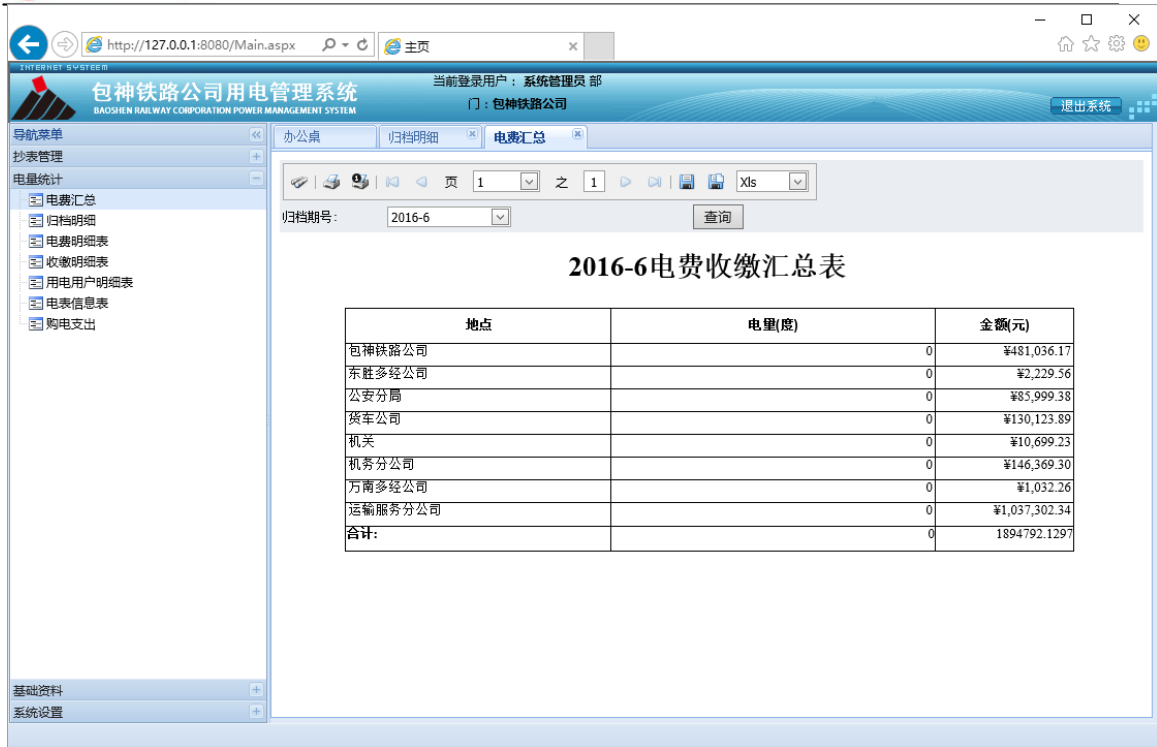 http://127.0.0.1:8080/Main.aspx
主页
INTERNET SYSTEEM
包神铁路公司用电管理系统
BAOSHEN RAILWAY CORPORATION POWER MANAGEMENT SYSTEM
当前登录用户： 系统管理员 部
门：包神铁路公司
退出系统
导航菜单
抄表管理
电量统计
电费汇总
归档明细
电费明细表
收缴明细表
用电用户明细表
电表信息表
购电支出
基础资料
系统设置
办公桌 归档明细 电费汇总
页 1 之 1 Xls
归档期号： 2016-6 查询
2016-6电费收缴汇总表
地点 电量(度) 金额(元)
包神铁路公司 0 ¥481,036.17
东胜多经公司 0 ¥2,229.56
公安分局 0 ¥85,999.38
货车公司 0 ¥130,123.89
机关 0 ¥10,699.23
机务分公司 0 ¥146,369.30
万南多经公司 0 ¥1,032.26
运输服务分公司 0 ¥1,037,302.34
合计: 0 1894792.1297